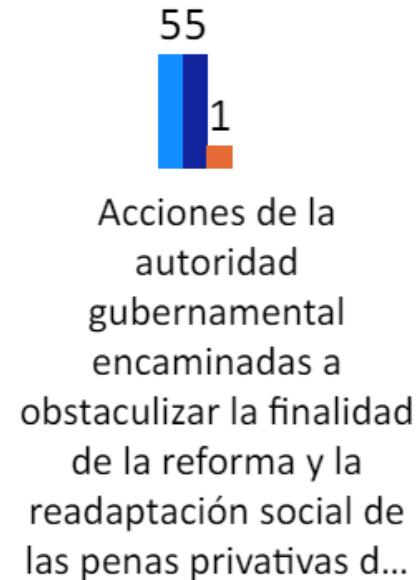 55
1
Acciones de la
autoridad
gubernamental
encaminadas a
obstaculizar la finalidad
de la reforma y la
readaptación social de
las penas privativas d...